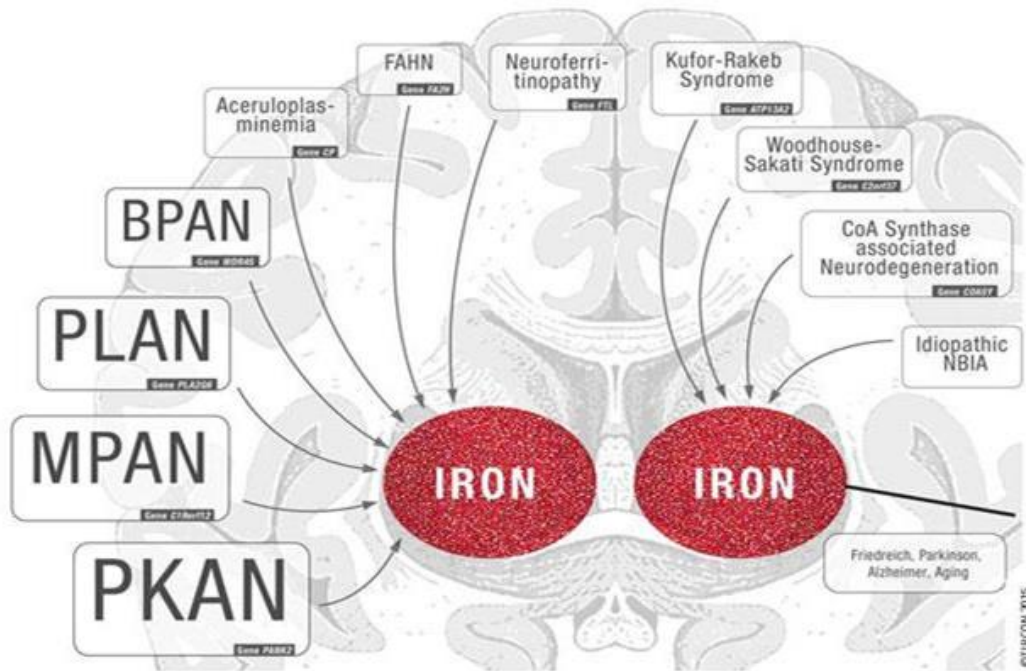 FAHN
Gene FA2H
Neuroferri-
tinopathy
Gene FTL
Kufor-Rakeb
Syndrome
Gene ATP13A2
Aceruloplas-
minemia
Gene CP
Woodhouse-
Sakati Syndrome
Gene C2orf37
BPAN
Gene WDR45
CoA Synthase
associated
Neurodegeneration
Gene COASY
PLAN
Gene PLA2G6
Idiopathic
NBIA
MPAN
Gene C19orf12
IRON
IRON
PKAN
Gene PANK2
Friedreich, Parkinson,
Alzheimer, Aging